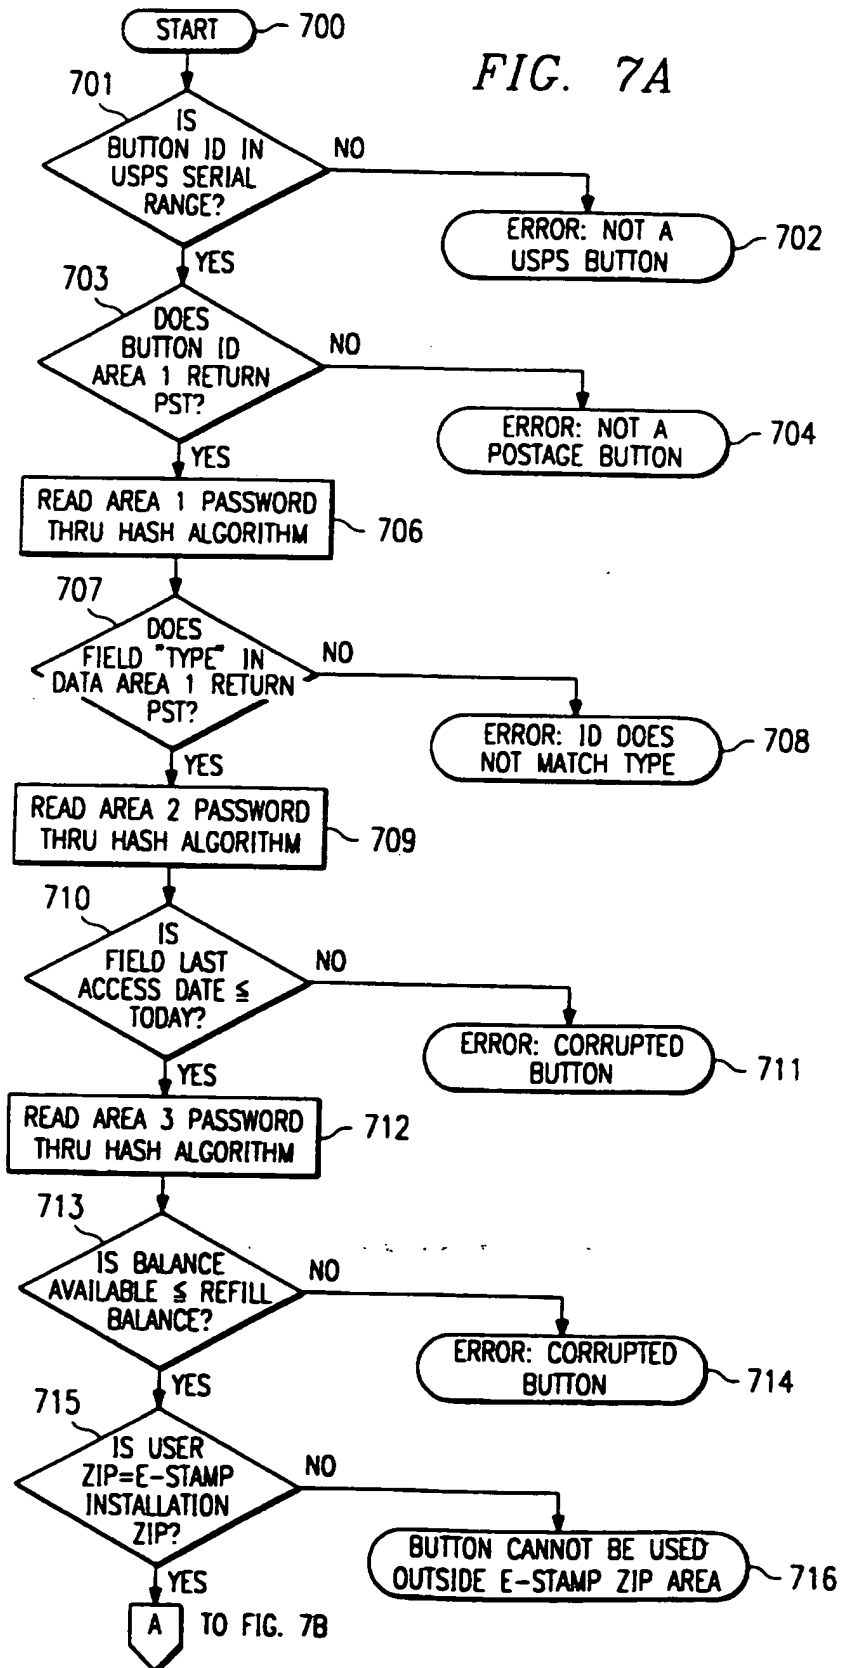 START
700
FIG. 7A
701
IS
BUTTON ID IN
USPS SERIAL
RANGE?
NO
ERROR: NOT A
USPS BUTTON
702
YES
703
DOES
BUTTON ID
AREA 1 RETURN
PST?
NO
ERROR: NOT A
POSTAGE BUTTON
704
YES
READ AREA 1 PASSWORD
THRU HASH ALGORITHM
706
707
DOES
FIELD "TYPE" IN
DATA AREA 1 RETURN
PST?
NO
ERROR: ID DOES
NOT MATCH TYPE
708
YES
READ AREA 2 PASSWORD
THRU HASH ALGORITHM
709
710
IS
FIELD LAST
ACCESS DATE ≤
TODAY?
NO
ERROR: CORRUPTED
BUTTON
711
YES
READ AREA 3 PASSWORD
THRU HASH ALGORITHM
712
713
IS BALANCE
AVAILABLE ≤ REFILL
BALANCE?
NO
ERROR: CORRUPTED
BUTTON
714
YES
715
IS USER
ZIP=E-STAMP
INSTALLATION
ZIP?
NO
BUTTON CANNOT BE USED
OUTSIDE E-STAMP ZIP AREA
716
YES
A
TO FIG. 7B